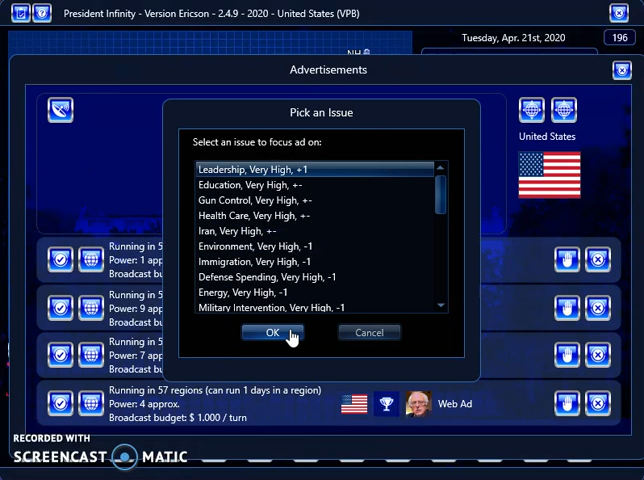 President Infinity - Version Ericson - 2.4.9 - 2020 - United States (VPB)
Tuesday, Apr. 21st, 2020
196
NH
Advertisements
Pick an Issue
Select an issue to focus ad on:
United States
Leadership, Very High, +1
Education, Very High, +-
Gun Control, Very High, +-
Health Care, Very High, +-
Iran, Very High, +-
Environment, Very High, -1
Immigration, Very High, -1
Defense Spending, Very High, -1
Energy, Very High, -1
Military Intervention, Very High, -1
OK
Cancel
Running in 5
Power: 1 app
Broadcast bu
Running in 5
Power: 9 app
Broadcast bu
Running in 5
Power: 7 app
Broadcast bu
Running in 57 regions (can run 1 days in a region)
Power: 4 approx.
Broadcast budget: $ 1.000 / turn
Web Ad
RECORDED WITH
SCREENCAST MATIC